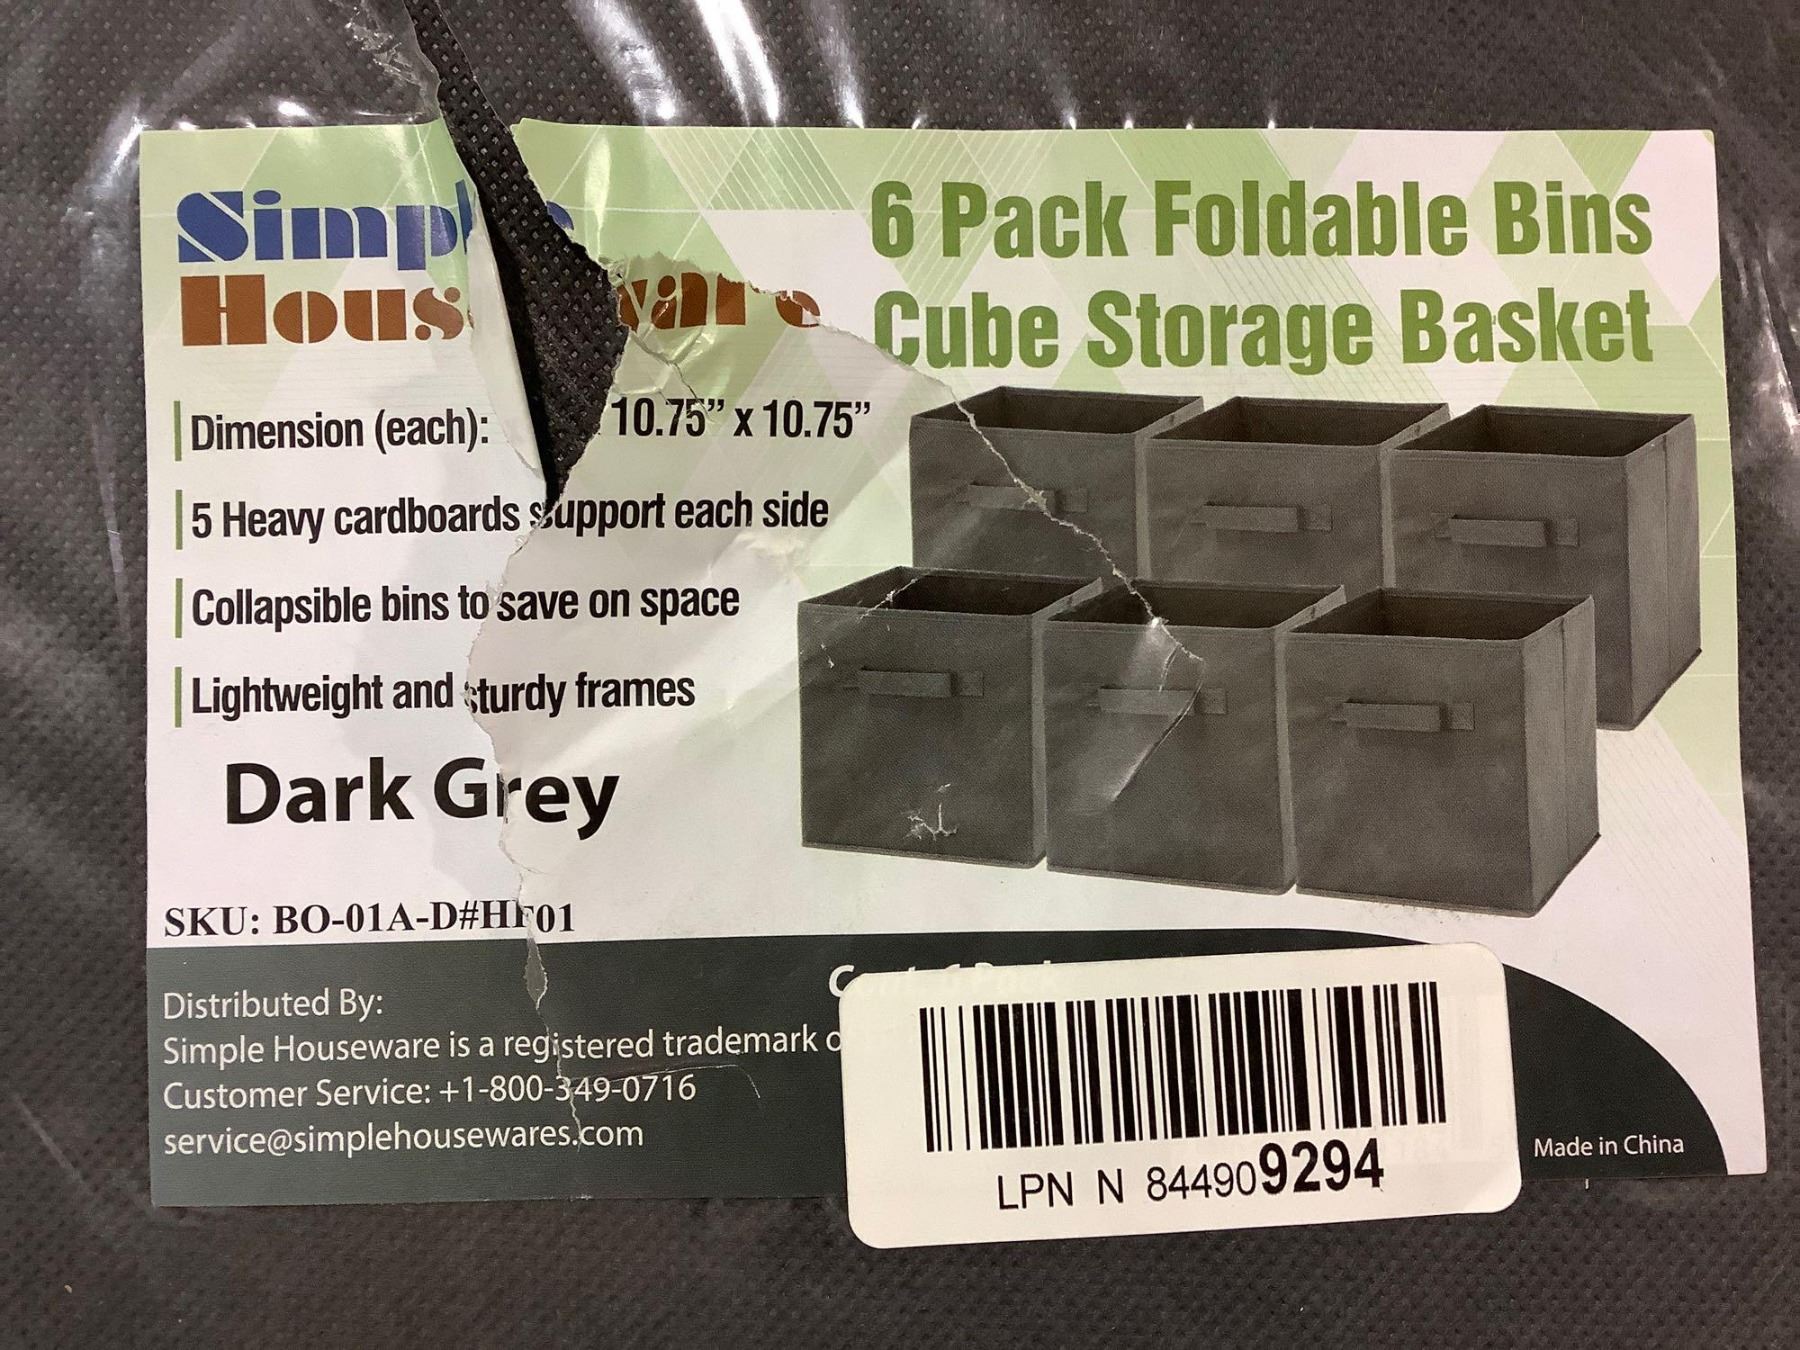 Simple
Houseware
6 Pack Foldable Bins
Cube Storage Basket
Dimension (each): 10.75” x 10.75”
5 Heavy cardboards support each side
Collapsible bins to save on space
Lightweight and sturdy frames
Dark Grey
SKU: BO-01A-D#HF01
Distributed By:
Simple Houseware is a registered trademark
Customer Service: +1-800-349-0716
service@simplehousewares.com
LPN N 844909294
Made in China